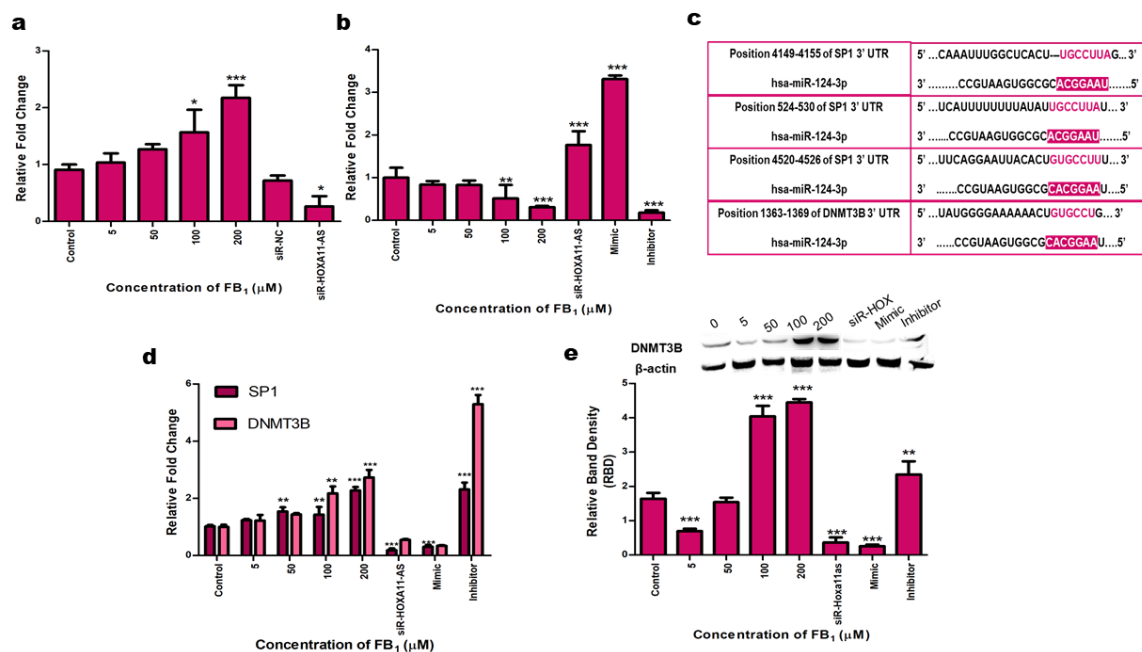 a
Relative Fold Change
3
2
1
0
***
*
*
Control
5
50
100
200
siR-NC
siR-HOXA11-AS
Concentration of FB1 (μM)
b
Relative Fold Change
4
3
2
1
0
**
***
***
***
***
Control
5
50
100
200
siR-HOXA11-AS
Mimic
Inhibitor
Concentration of FB1 (μM)
c
Position 4149-4155 of SP1 3' UTR
5' ...CAAAUUUGGCUCACU---UGCCUUAG...3'
hsa-miR-124-3p
3' ......CCGUAAGUGGCGCACGGAAU.......5'
Position 524-530 of SP1 3' UTR
5' ...UCAUUUUUUUUAUAUUGCCUUAU... 3'
hsa-miR-124-3p
3' ...CCGUAAGUGGCGCACGGAAU......5'
Position 4520-4526 of SP1 3' UTR
5' ...UUCAGGAAUUACACUGUGCCUUU... 3'
hsa-miR-124-3p
3' ......CCGUAAGUGGCGCACGGAAU....5'
Position 1363-1369 of DNMT3B 3' UTR
5' ...UAUGGGGAAAAAACUGUGCCUG... 3'
hsa-miR-124-3p
3' ......CCGUAAGUGGCGCACGGAAU....5'
d
SP1
DNMT3B
Relative Fold Change
6
4
2
0
**
**
**
***
***
***
***
***
***
Control
5
50
100
200
siR-HOXA11-AS
Mimic
Inhibitor
Concentration of FB1 (μM)
e
0 5 50 100 200 siR-HOX Mimic Inhibitor
DNMT3B
β-actin
Relative Band Density
(RBD)
5
4
3
2
1
0
***
***
***
***
***
**
Control
5
50
100
200
siR-Hoxa11as
Mimic
Inhibitor
Concentration of FB1 (μM)